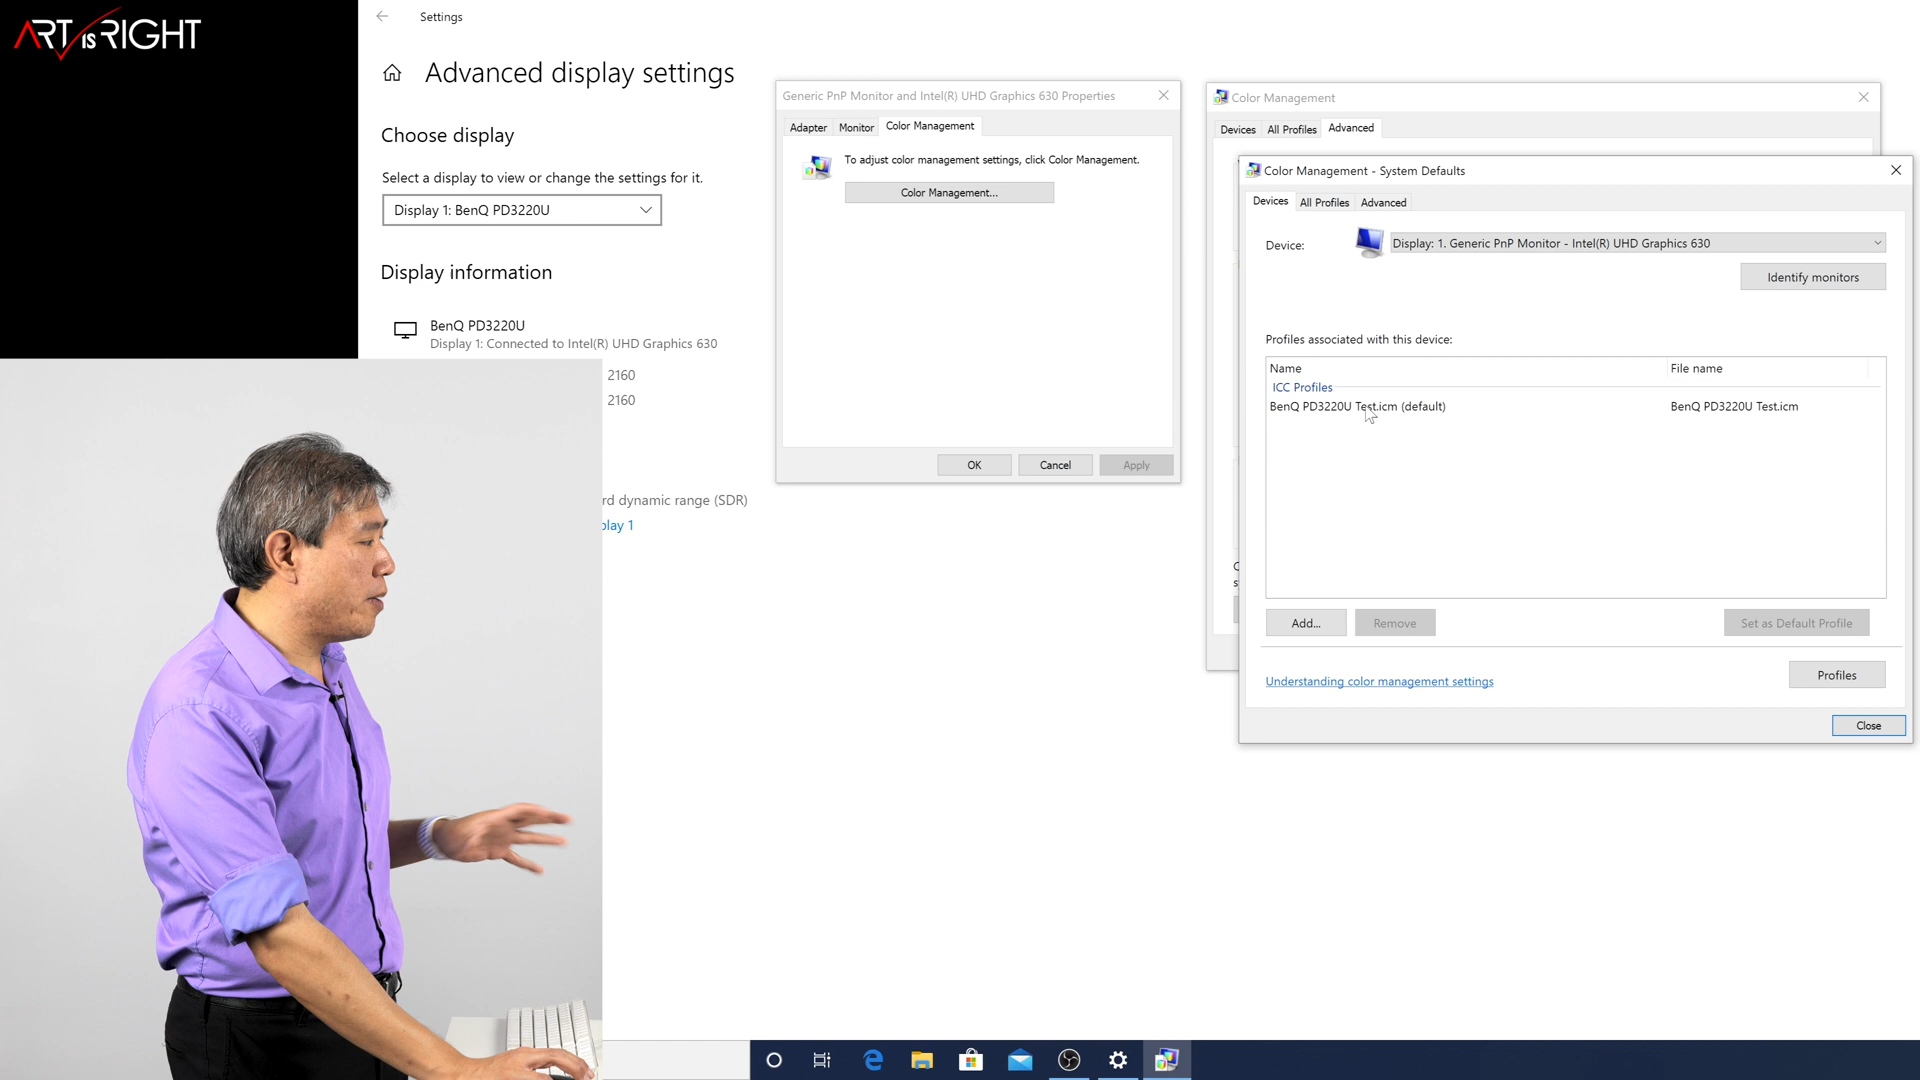 ART IS RIGHT
Settings
Advanced display settings
Choose display
Select a display to view or change the settings for it.
Display 1: BenQ PD3220U
Display information
BenQ PD3220U
Display 1: Connected to Intel(R) UHD Graphics 630
2160
2160
rd dynamic range (SDR)
play 1
Generic PnP Monitor and Intel(R) UHD Graphics 630 Properties
Adapter Monitor Color Management
To adjust color management settings, click Color Management.
Color Management...
OK Cancel Apply
Color Management
Devices All Profiles Advanced
Color Management - System Defaults
Devices All Profiles Advanced
Device: Display: 1. Generic PnP Monitor - Intel(R) UHD Graphics 630
Identify monitors
Profiles associated with this device:
Name File name
ICC Profiles
BenQ PD3220U Test.icm (default) BenQ PD3220U Test.icm
Add... Remove Set as Default Profile
Understanding color management settings Profiles
Close